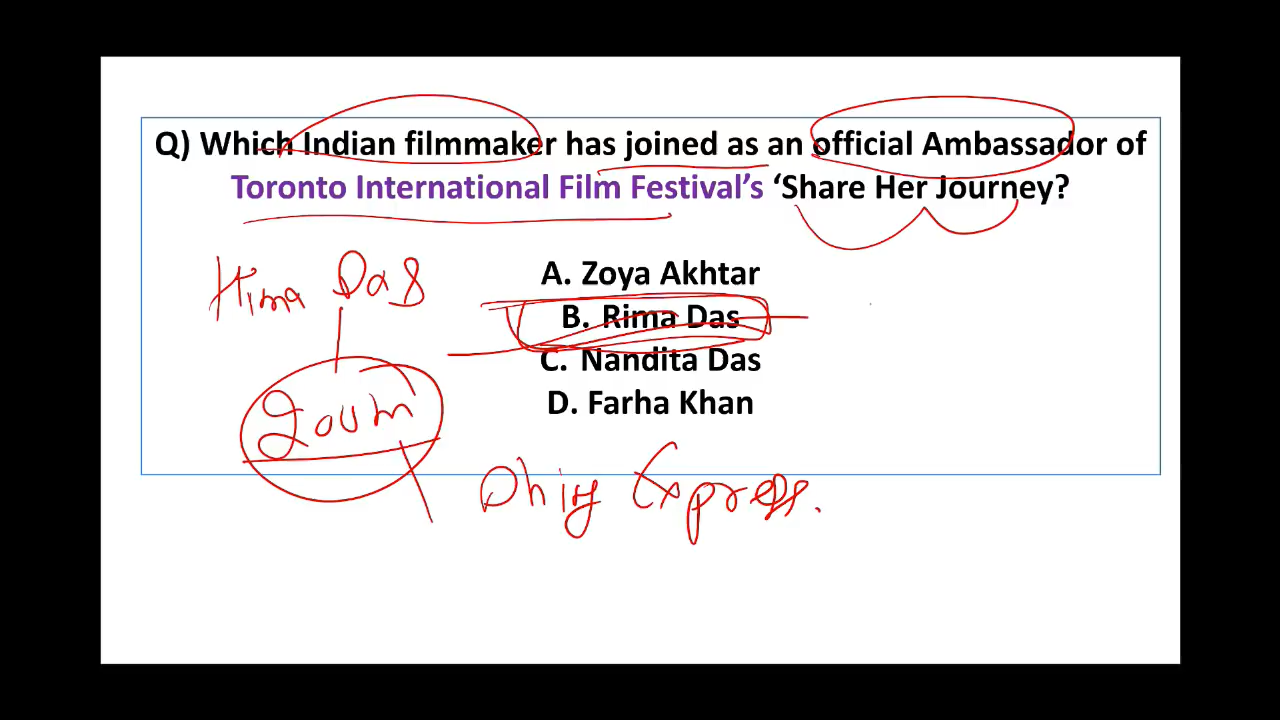 Q) Which Indian filmmaker has joined as an official Ambassador of
Toronto International Film Festival’s ‘Share Her Journey?
Hima Das
A. Zoya Akhtar
B. Rima Das
C. Nandita Das
D. Farha Khan
Express.